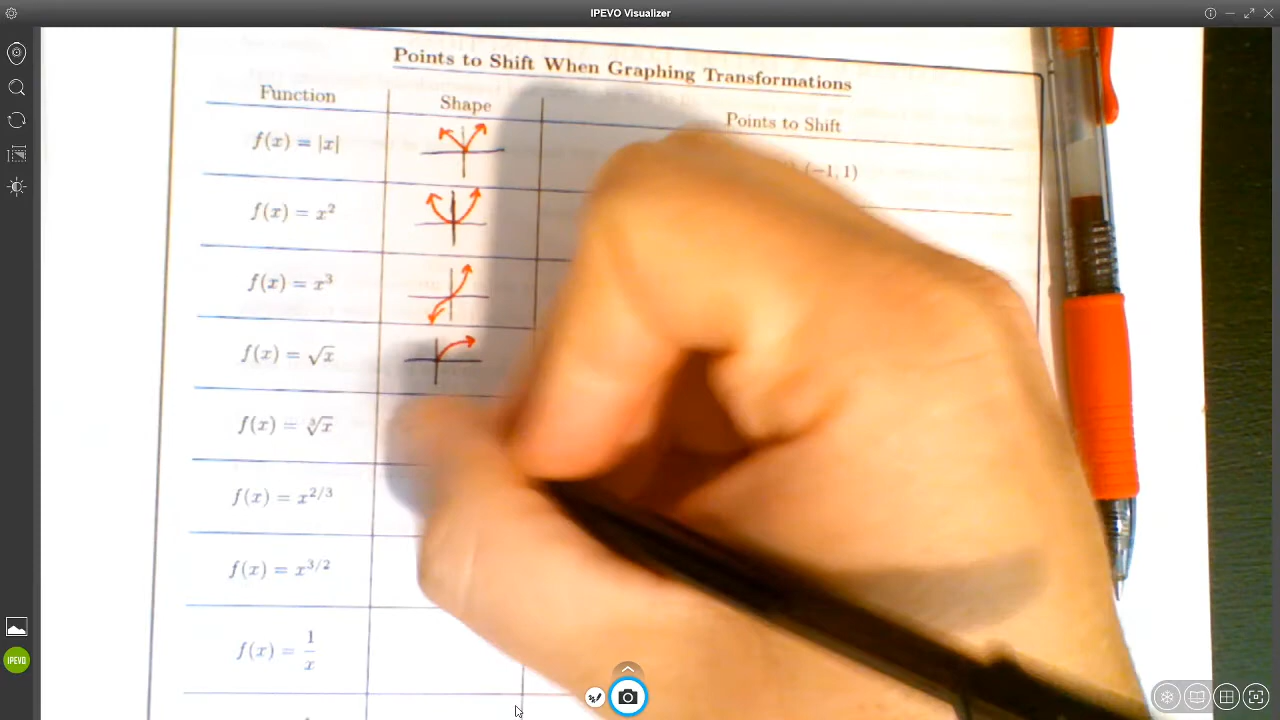 IPEVO Visualizer
Points to Shift When Graphing Transformations
Function Shape Points to Shift
f(x) = |x| (−1, 1)
f(x) = x²
f(x) = x³
f(x) = √x
f(x) = ∛x
f(x) = x^{2/3}
f(x) = x^{3/2}
f(x) = 1/x
IPEVO